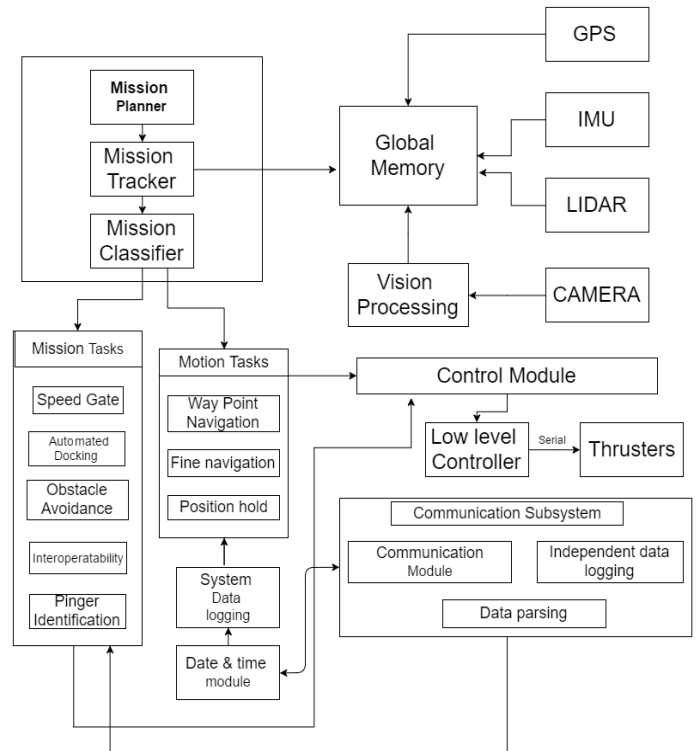 GPS
Mission
Planner
IMU
Global
Memory
Mission
Tracker
LIDAR
Mission
Classifier
Vision
Processing
CAMERA
Mission Tasks
Speed Gate
Automated
Docking
Obstacle
Avoidance
Interoperatability
Pinger
Identification
Motion Tasks
Way Point
Navigation
Fine navigation
Position hold
System
Data
logging
Date & time
module
Control Module
Low level
Controller
Serial
Thrusters
Communication Subsystem
Communication
Module
Independent data
logging
Data parsing